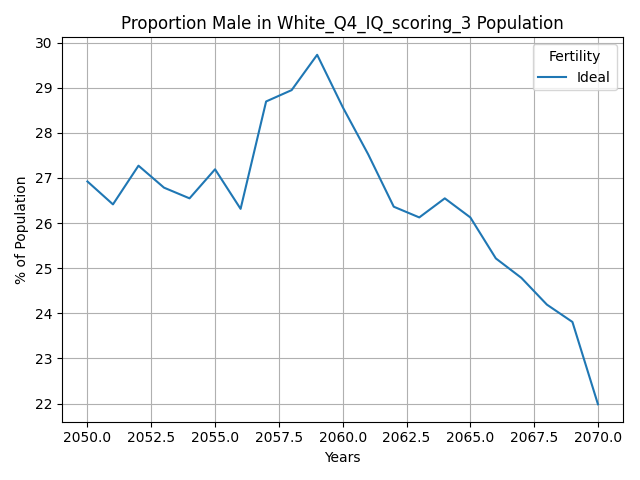 Proportion Male in White_Q4_IQ_scoring_3 Population
Fertility
Ideal
% of Population
30
29
28
27
26
25
24
23
22
2050.0 2052.5 2055.0 2057.5 2060.0 2062.5 2065.0 2067.5 2070.0
Years